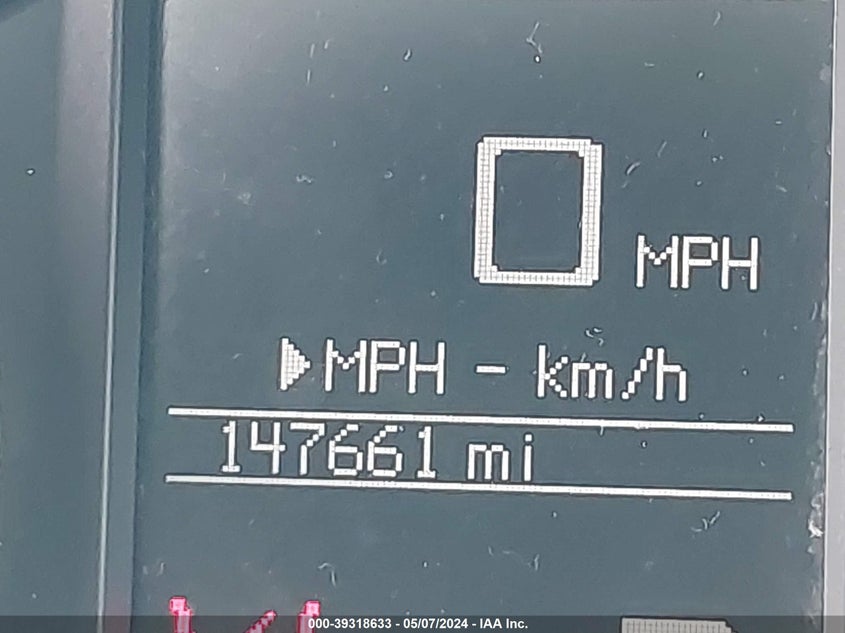 0 MPH
▶MPH - km/h
147661 mi
000-39318633 - 05/07/2024 - IAA Inc.